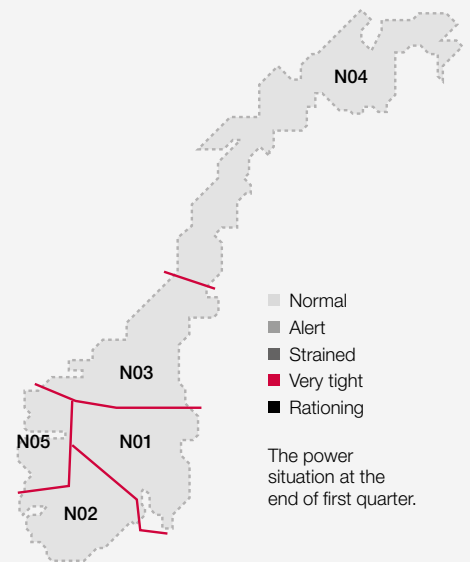 N04
Normal
Alert
Strained
Very tight
Rationing
N03
N05
N01
The power
situation at the
end of first quarter.
N02